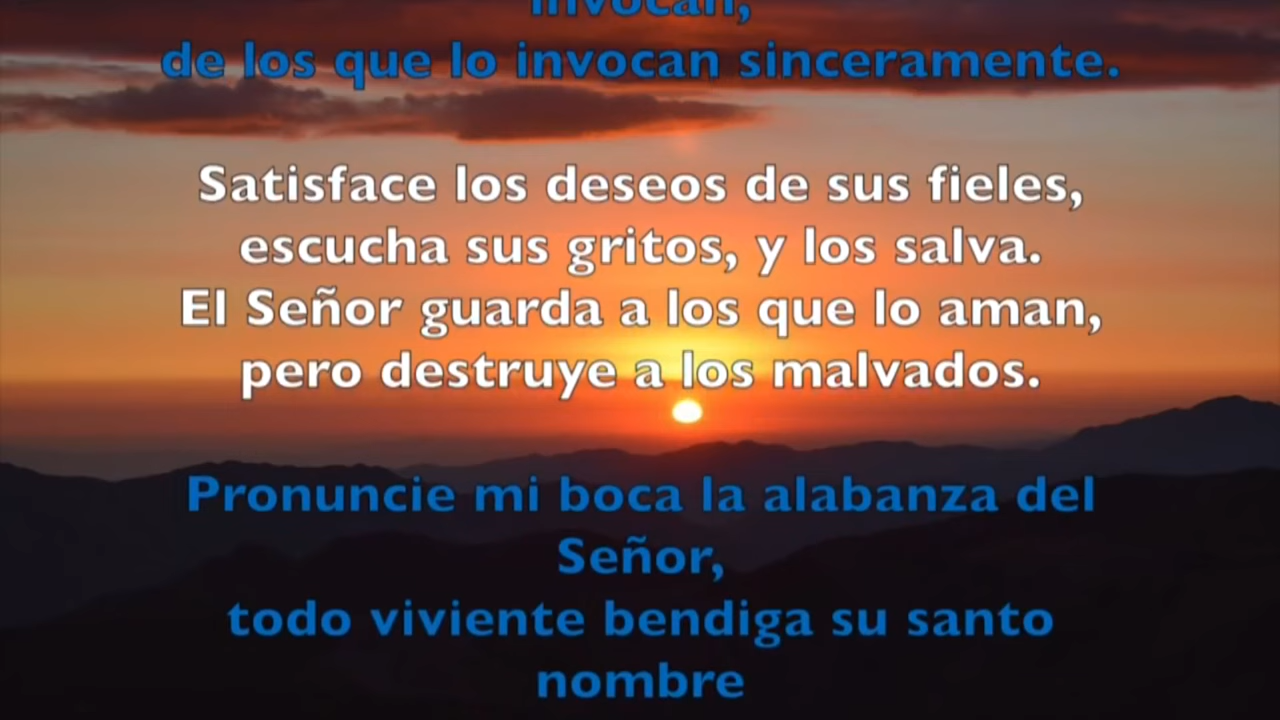 invocan,
de los que lo invocan sinceramente.
Satisface los deseos de sus fieles,
escucha sus gritos, y los salva.
El Señor guarda a los que lo aman,
pero destruye a los malvados.
Pronuncie mi boca la alabanza del
Señor,
todo viviente bendiga su santo
nombre